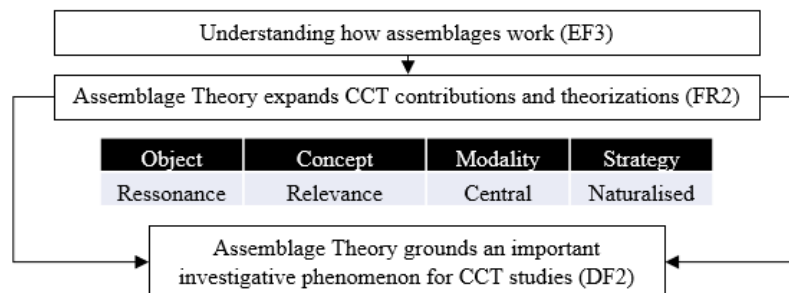 Understanding how assemblages work (EF3)
Assemblage Theory expands CCT contributions and theorizations (FR2)
Object Concept Modality Strategy
Ressonance Relevance Central Naturalised
Assemblage Theory grounds an important
investigative phenomenon for CCT studies (DF2)